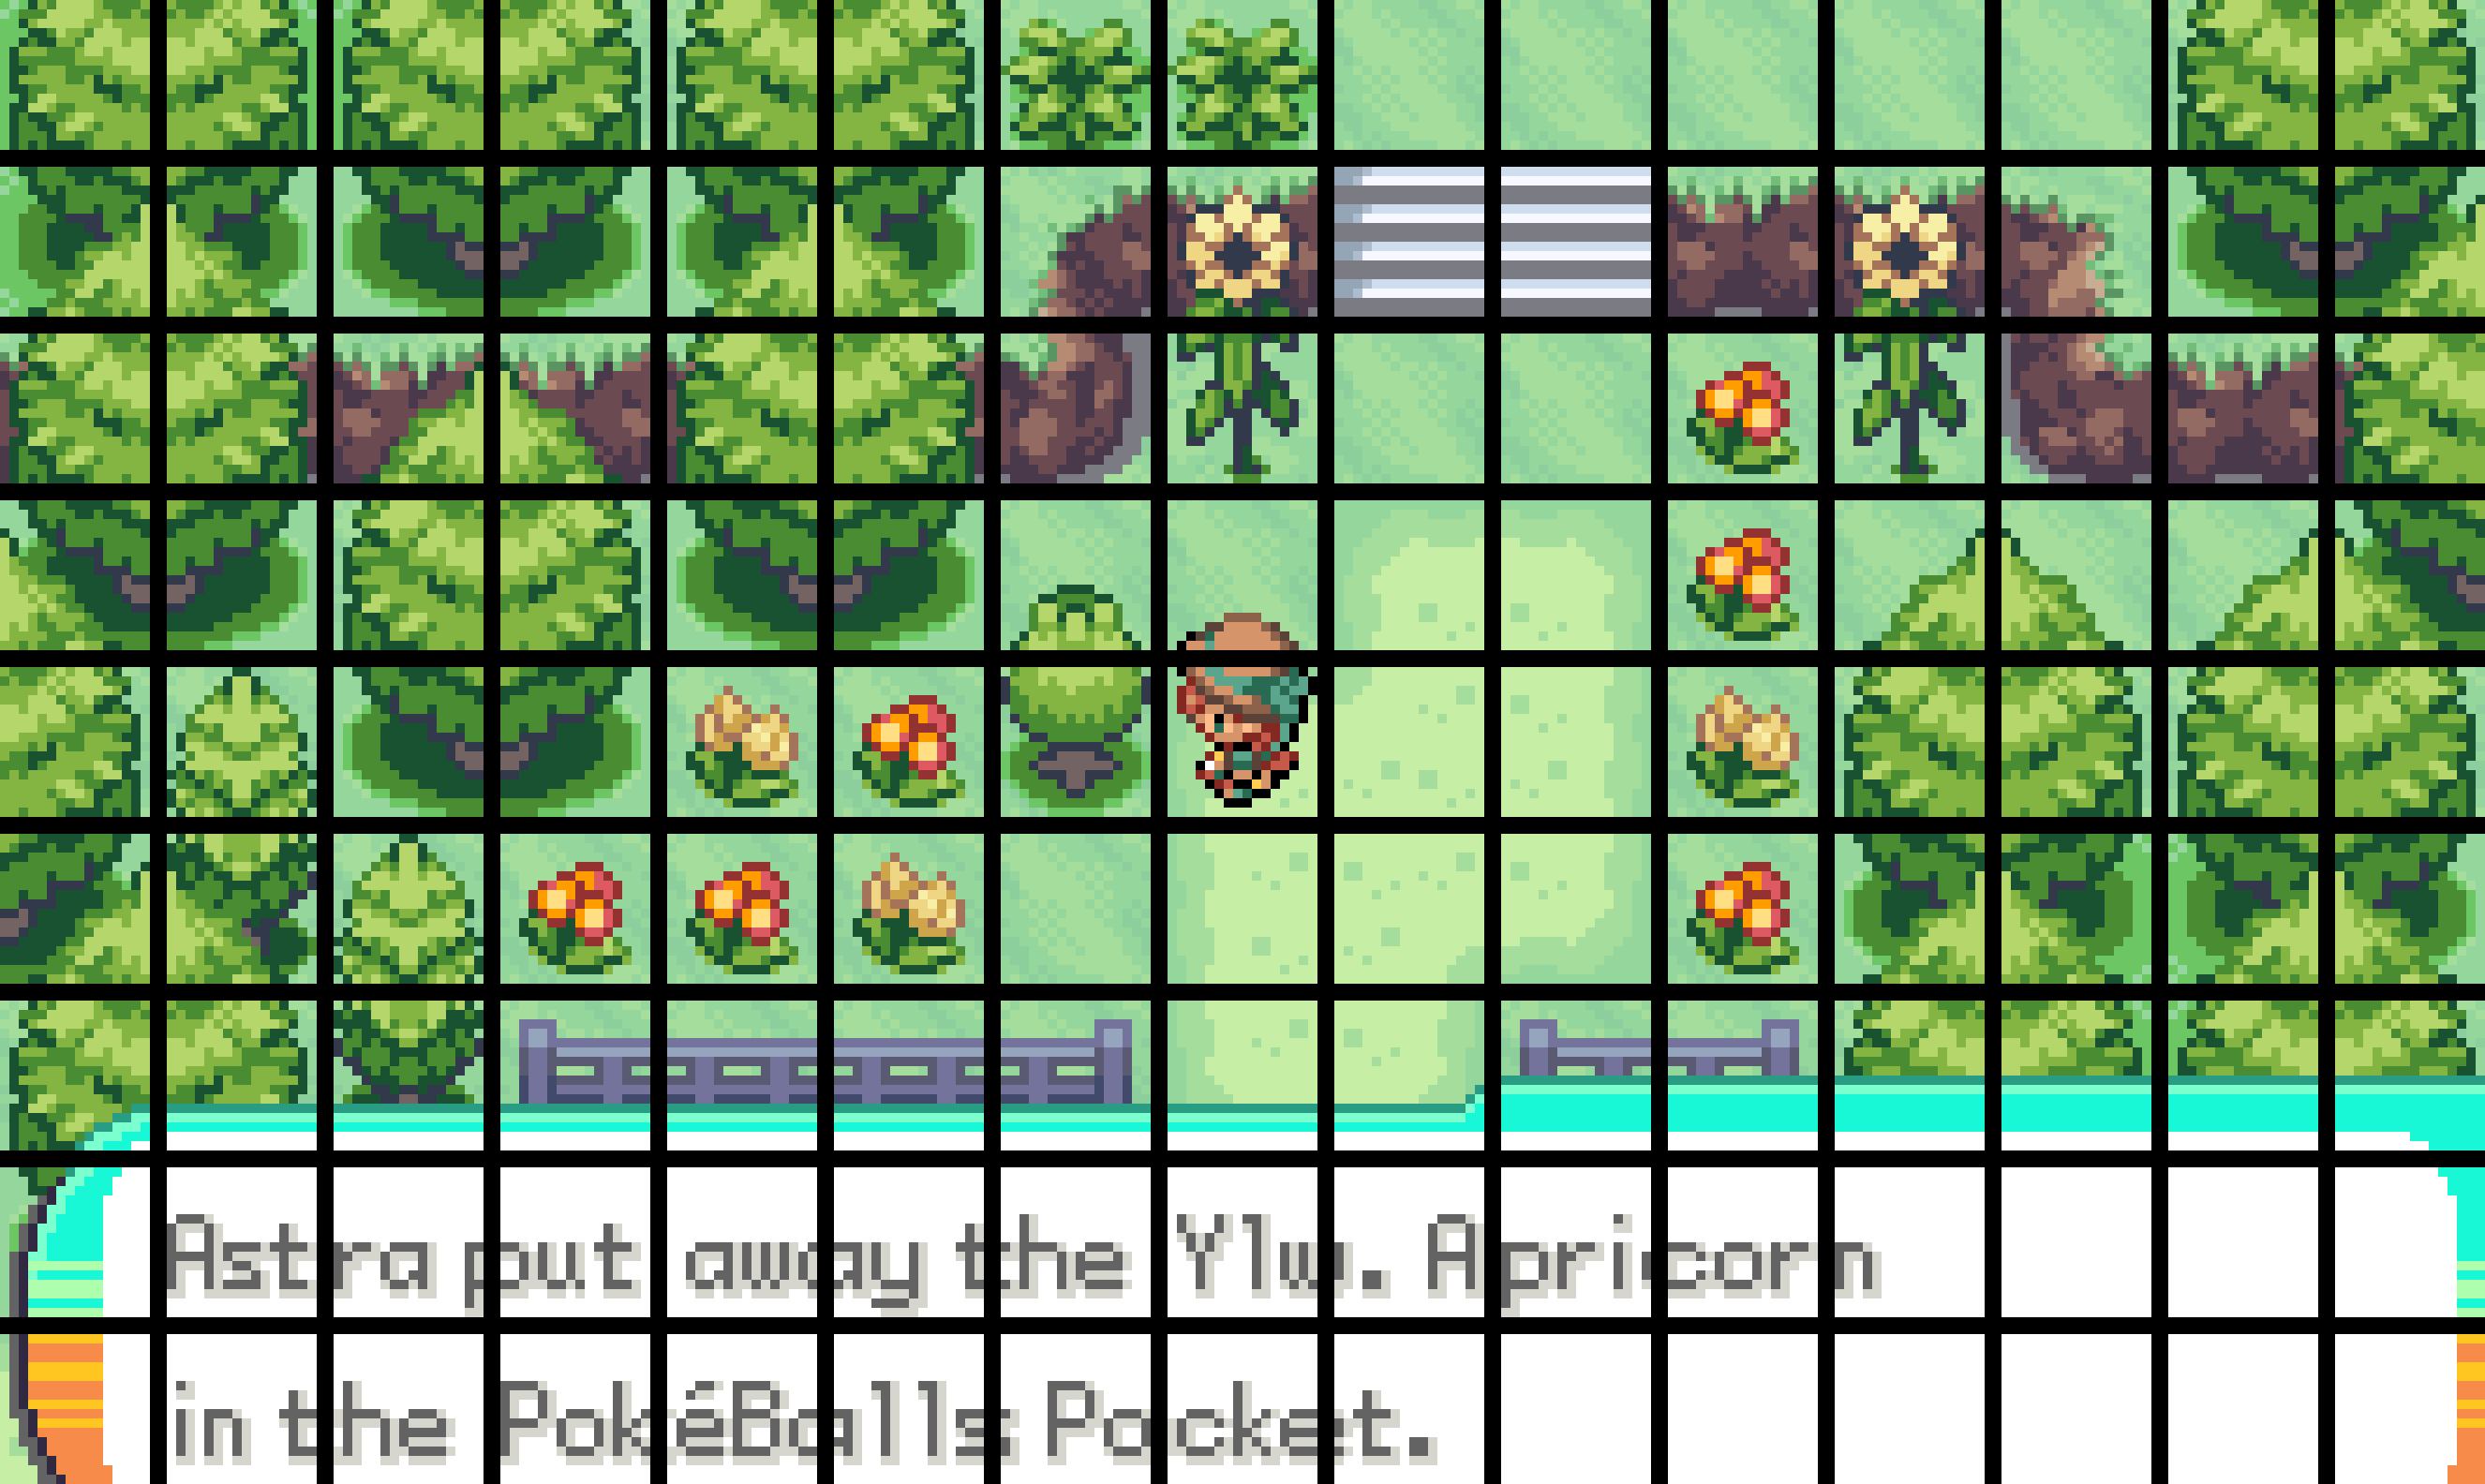 Astra put away the Ylw. Apricorn
in the PokéBalls Pocket.